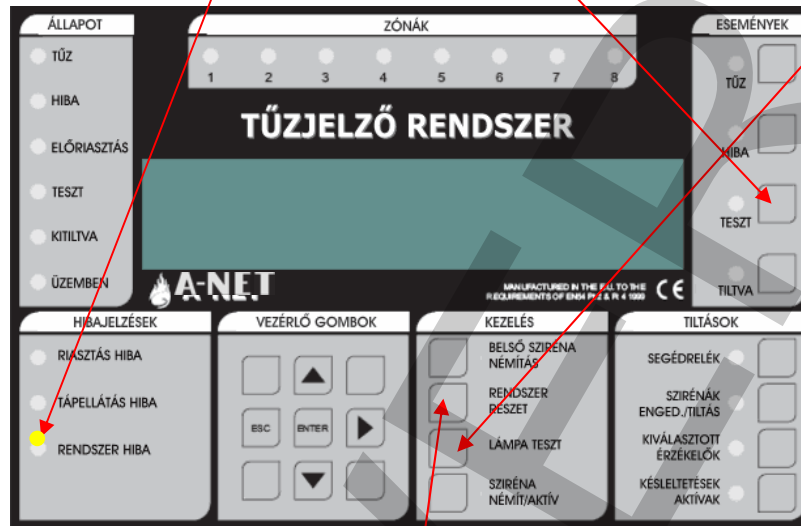 ÁLLAPOT
TŰZ
HIBA
ELŐRIASZTÁS
TESZT
KITILTVA
ÜZEMBEN
ZÓNÁK
1 2 3 4 5 6 7 8
TŰZJELZŐ RENDSZER
A-NET
MANUFACTURED IN THE E.U. TO THE
REQUIREMENTS OF EN54 Pt 2 & Pt 4 1998
CE
ESEMÉNYEK
TŰZ
HIBA
TESZT
TILTVA
HIBAJELZÉSEK
RIASZTÁS HIBA
TÁPELLÁTÁS HIBA
RENDSZER HIBA
VEZÉRLŐ GOMBOK
ESC ENTER
KEZELÉS
BELSŐ SZIRÉNA
NÉMÍTÁS
RENDSZER
RESZET
LÁMPA TESZT
SZIRÉNA
NÉMÍT/AKTÍV
TILTÁSOK
SEGÉDRELÉK
SZIRÉNÁK
ENGED./TILTÁS
KIVÁLASZTOTT
ÉRZÉKELŐK
KÉSLELTETÉSEK
AKTÍVAK